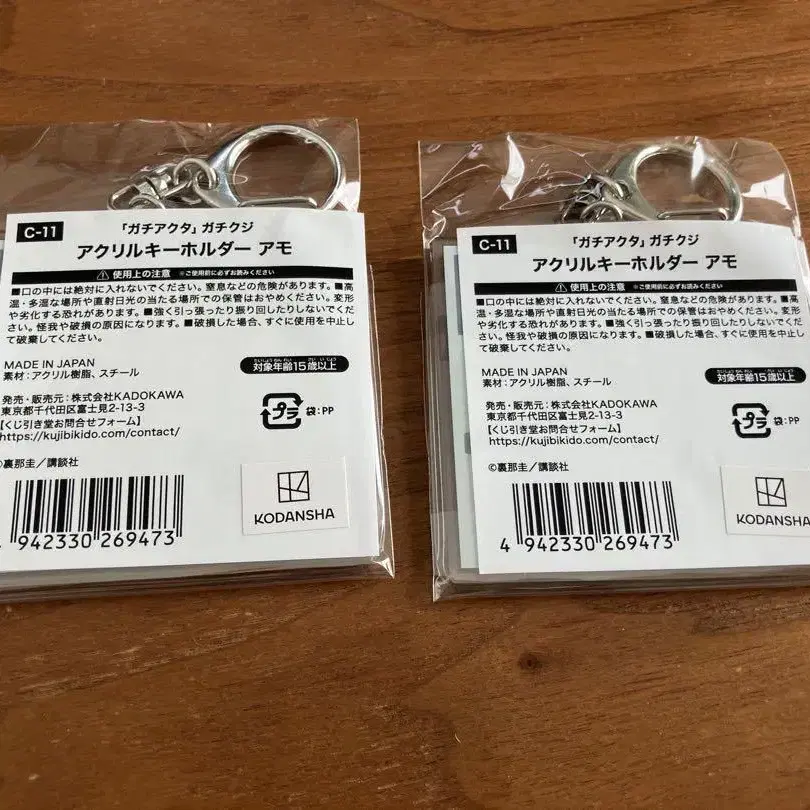 C-11
「ガチアクタ」ガチクジ
アクリルキーホルダー アモ
使用上の注意 ※ご使用前に必ずお読みください
■口の中には絶対に入れないでください。窒息などの危険があります。■高
温・多湿な場所や直射日光の当たる場所での保管はおやめください。変形
や劣化する恐れがあります。■強く引っ張ったり振り回したりしないでくだ
さい。怪我や破損の原因になります。■破損した場合、すぐに使用を中止し
て破棄してください。
MADE IN JAPAN
素材:アクリル樹脂、スチール
対象年齢15歳以上
発売・販売元:株式会社KADOKAWA
東京都千代田区富士見2-13-3
【くじ引き堂お問合せフォーム】
https://kujibikido.com/contact/
プラ 袋:PP
©裏那圭/講談社
KODANSHA
4 942330 269473
C-11
「ガチアクタ」ガチクジ
アクリルキーホルダー アモ
使用上の注意 ※ご使用前に必ずお読みください
■口の中には絶対に入れないでください。窒息などの危険があります。■高
温・多湿な場所や直射日光の当たる場所での保管はおやめください。変形
や劣化する恐れがあります。■強く引っ張ったり振り回したりしないでくだ
さい。怪我や破損の原因になります。■破損した場合、すぐに使用を中止し
て破棄してください。
MADE IN JAPAN
素材:アクリル樹脂、スチール
対象年齢15歳以上
発売・販売元:株式会社KADOKAWA
東京都千代田区富士見2-13-3
【くじ引き堂お問合せフォーム】
https://kujibikido.com/contact/
プラ 袋:PP
©裏那圭/講談社
KODANSHA
4 942330 269473